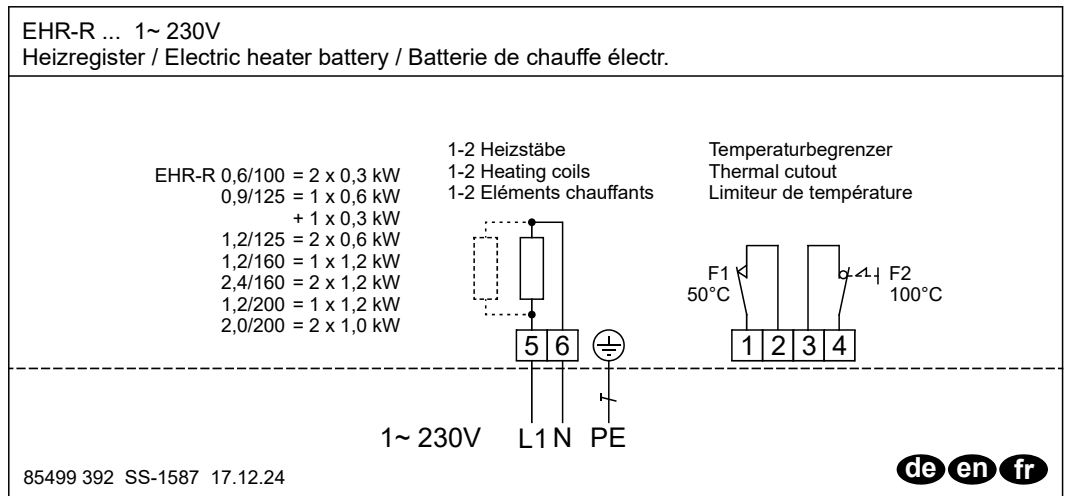 EHR-R ... 1~ 230V
Heizregister / Electric heater battery / Batterie de chauffe électr.
EHR-R 0,6/100 = 2 x 0,3 kW
0,9/125 = 1 x 0,6 kW
+ 1 x 0,3 kW
1,2/125 = 2 x 0,6 kW
1,2/160 = 1 x 1,2 kW
2,4/160 = 2 x 1,2 kW
1,2/200 = 1 x 1,2 kW
2,0/200 = 2 x 1,0 kW
1-2 Heizstäbe
1-2 Heating coils
1-2 Eléments chauffants
Temperaturbegrenzer
Thermal cutout
Limiteur de température
F1
50°C
F2
100°C
5 6
1 2 3 4
1~ 230V L1 N PE
85499 392 SS-1587 17.12.24
de en fr